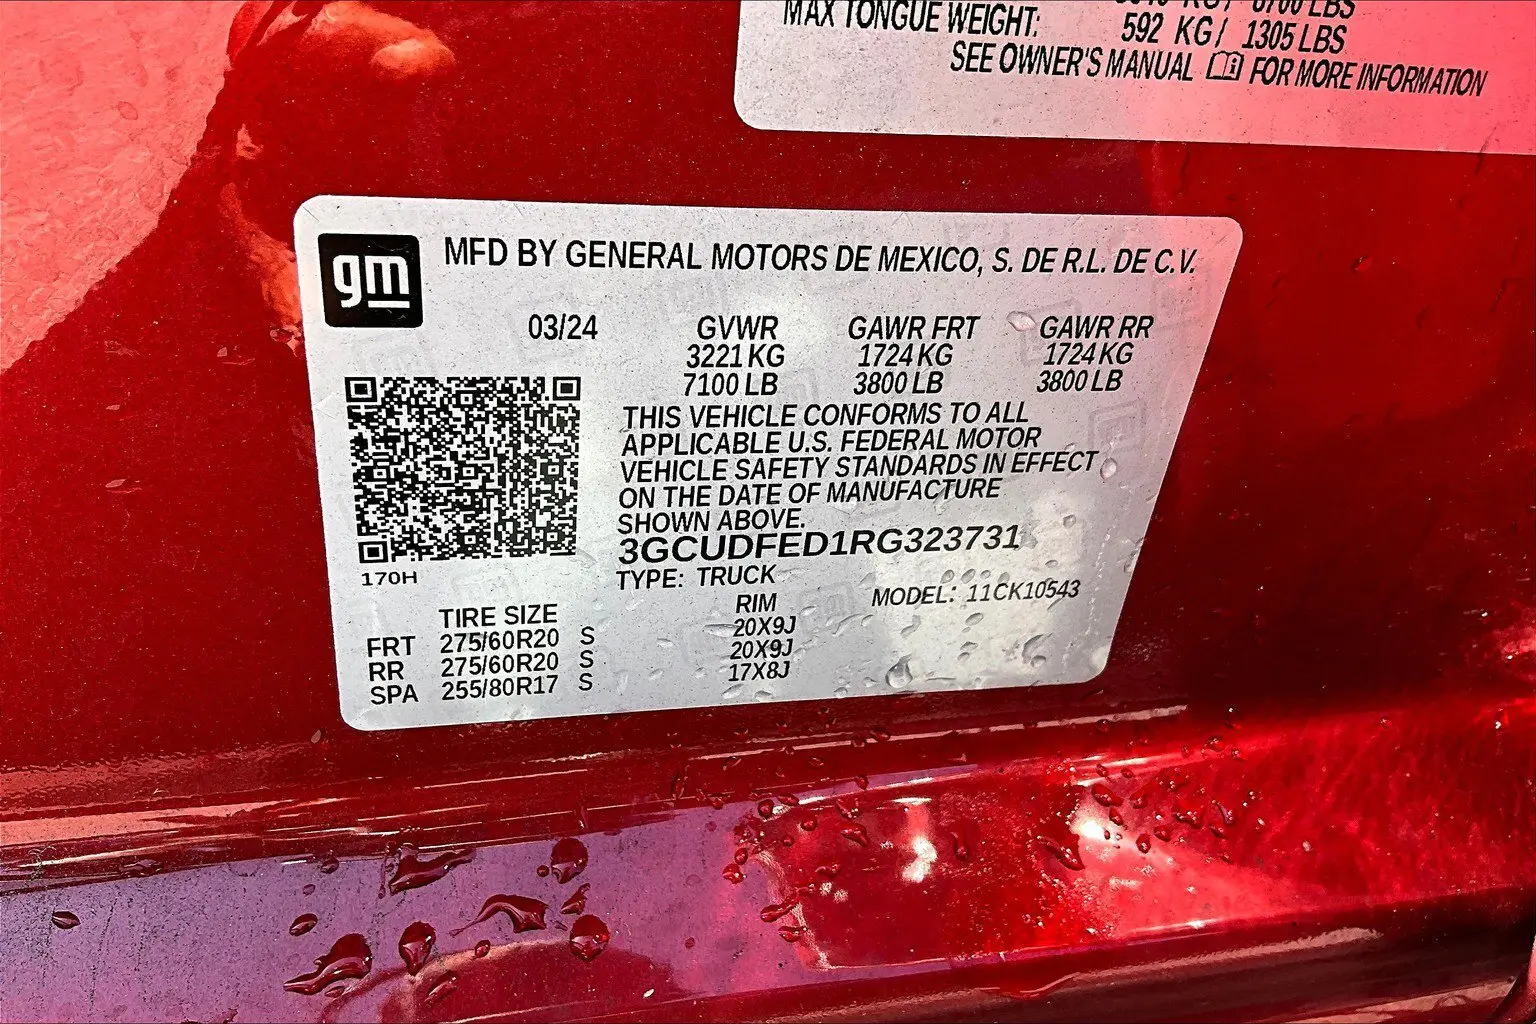 MAX TONGUE WEIGHT: 592 KG / 1305 LBS
SEE OWNER'S MANUAL FOR MORE INFORMATION
gm
MFD BY GENERAL MOTORS DE MEXICO, S. DE R.L. DE C.V.
03/24 GVWR GAWR FRT GAWR RR
3221 KG 1724 KG 1724 KG
7100 LB 3800 LB 3800 LB
THIS VEHICLE CONFORMS TO ALL
APPLICABLE U.S. FEDERAL MOTOR
VEHICLE SAFETY STANDARDS IN EFFECT
ON THE DATE OF MANUFACTURE
SHOWN ABOVE.
3GCUDFED1RG323731
170H
TYPE: TRUCK
MODEL: 11CK10543
TIRE SIZE RIM
FRT 275/60R20 S 20X9J
RR 275/60R20 S 20X9J
SPA 255/80R17 S 17X8J